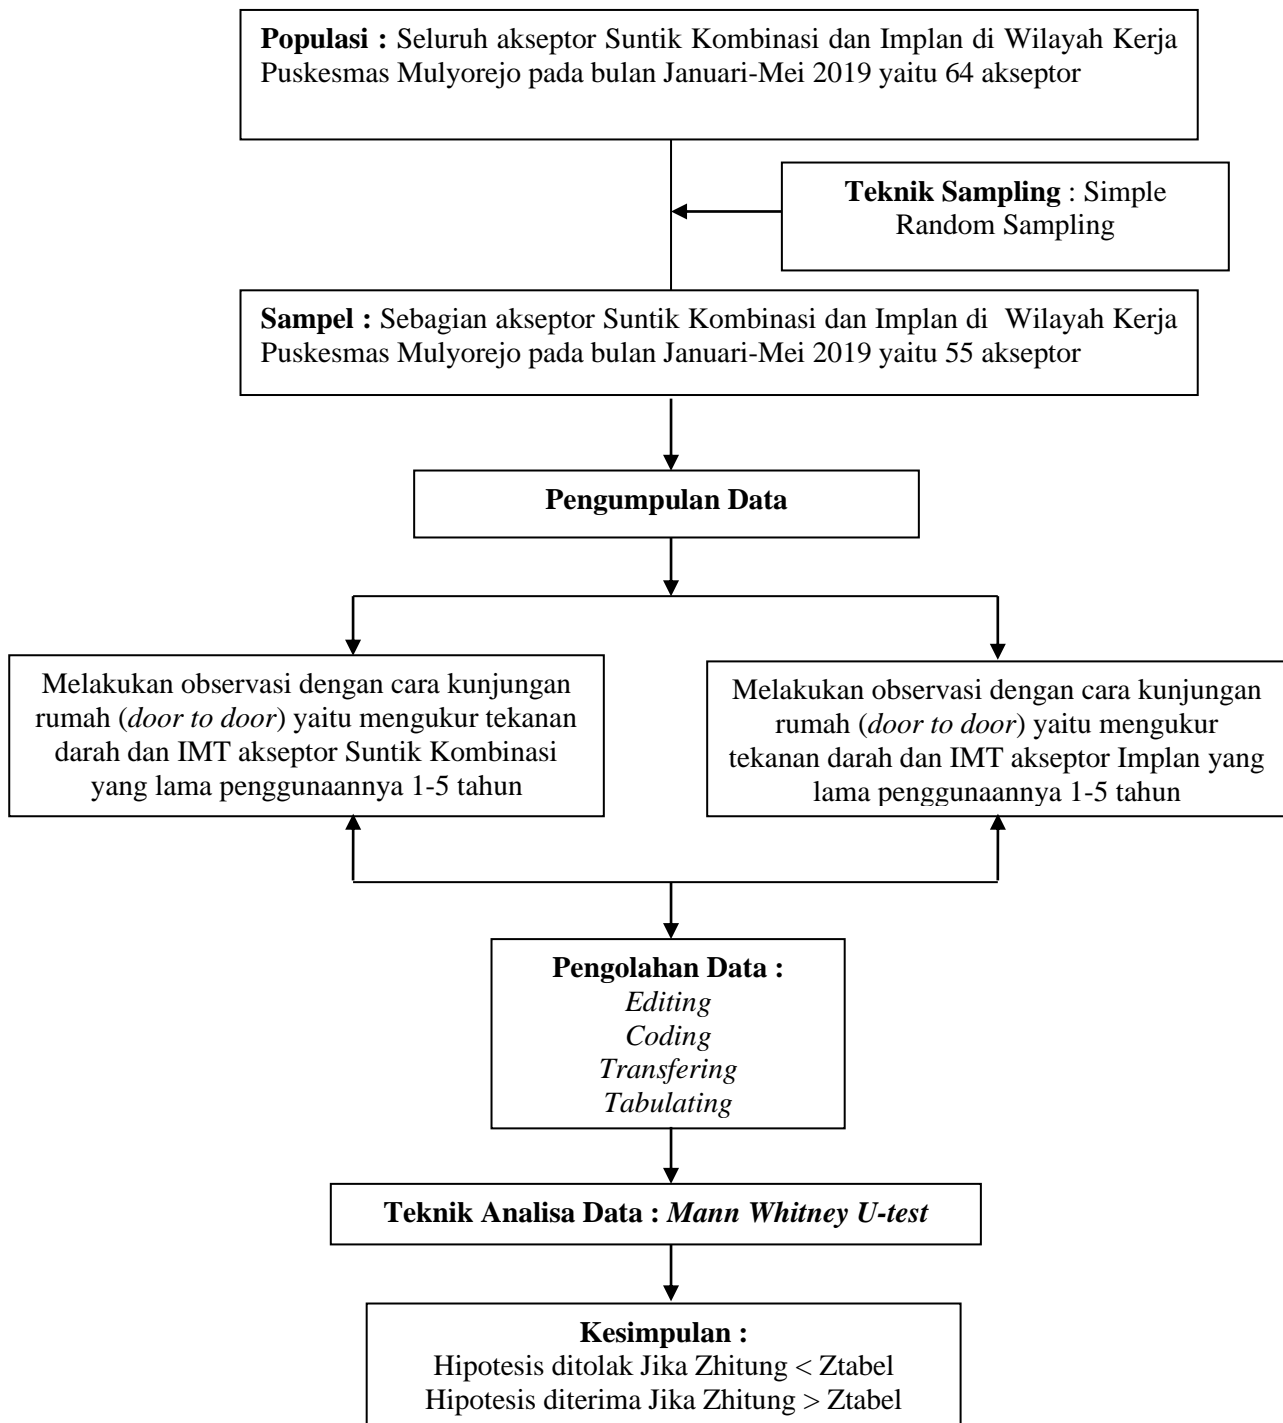 Populasi : Seluruh akseptor Suntik Kombinasi dan Implan di Wilayah Kerja
Puskesmas Mulyorejo pada bulan Januari-Mei 2019 yaitu 64 akseptor
Teknik Sampling : Simple
Random Sampling
Sampel : Sebagian akseptor Suntik Kombinasi dan Implan di Wilayah Kerja
Puskesmas Mulyorejo pada bulan Januari-Mei 2019 yaitu 55 akseptor
Pengumpulan Data
Melakukan observasi dengan cara kunjungan
rumah (door to door) yaitu mengukur tekanan
darah dan IMT akseptor Suntik Kombinasi
yang lama penggunaannya 1-5 tahun
Melakukan observasi dengan cara kunjungan
rumah (door to door) yaitu mengukur
tekanan darah dan IMT akseptor Implan yang
lama penggunaannya 1-5 tahun
Pengolahan Data :
Editing
Coding
Transfering
Tabulating
Teknik Analisa Data : Mann Whitney U-test
Kesimpulan :
Hipotesis ditolak Jika Zhitung < Ztabel
Hipotesis diterima Jika Zhitung > Ztabel